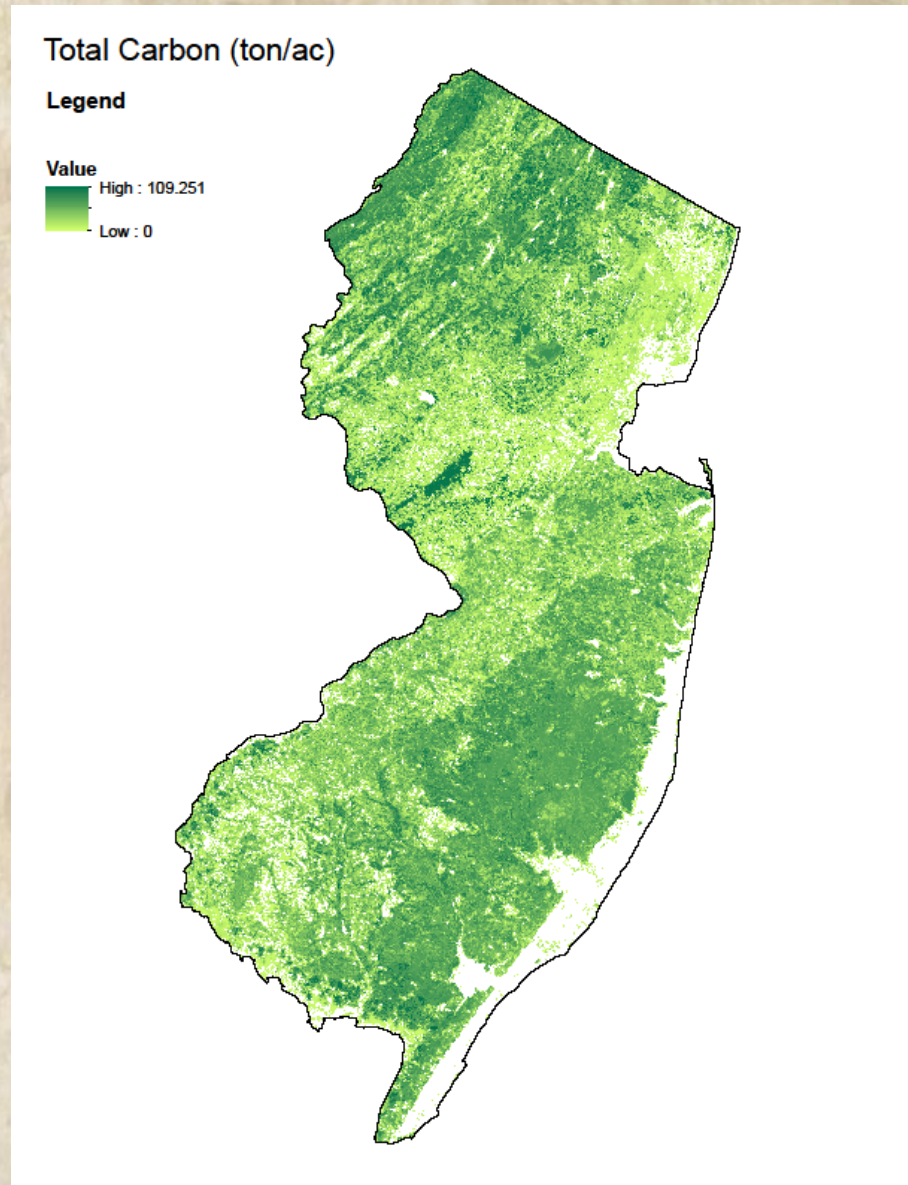 Total Carbon (ton/ac)
Legend
Value
High : 109.251
Low : 0